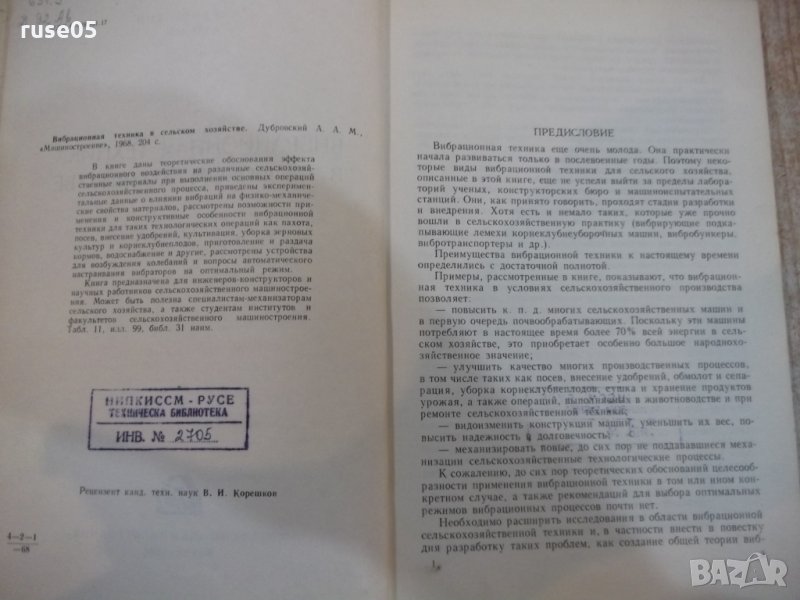 ruse05
17
Вибрационная техника в сельском хозяйстве. Дубровский А. А. М.,
«Машиностроение», 1968, 204 с.
В книге даны теоретические обоснования эффекта
вибрационного воздействия на различные сельскохозяй-
ственные материалы при выполнении основных операций
сельскохозяйственного процесса, приведены эксперимен-
тальные данные о влиянии вибраций на физико-механиче-
ские свойства материалов, рассмотрены возможности при-
менения и конструктивные особенности вибрационной
техники для таких технологических операций как пахота,
посев, внесение удобрений, культивация, уборка зерновых
культур и корнеклубнеплодов, приготовление и раздача
кормов, водоснабжение и другие, рассмотрены устройства
для возбуждения колебаний и вопросы автоматического
настраивания вибраторов на оптимальный режим.
Книга предназначена для инженеров-конструкторов и
научных работников сельскохозяйственного машинострое-
ния. Может быть полезна специалистам-механизаторам
сельского хозяйства, а также студентам институтов и
факультетов сельскохозяйственного машиностроения.
Табл. 11, илл. 99, библ. 31 наим.
НИПКИССМ - РУСЕ
ТЕХНИЧЕСКА БИБЛИОТЕКА
ИНВ. № 2705
Рецензент канд. техн. наук В. И. Корешков
4—2—1
—68
ПРЕДИСЛОВИЕ
Вибрационная техника еще очень молода. Она практически
начала развиваться только в послевоенные годы. Поэтому неко-
торые виды вибрационной техники для сельского хозяйства,
описанные в этой книге, еще не успели выйти за пределы лабора-
торий ученых, конструкторских бюро и машиноиспытательных
станций. Они, как принято говорить, проходят стадии разработки
и внедрения. Хотя есть и немало таких, которые уже прочно
вошли в сельскохозяйственную практику (вибрирующие подка-
пывающие лемехи корнеклубнеуборочных машин, вибробункеры,
вибротранспортеры и др.).
Преимущества вибрационной техники к настоящему времени
определились с достаточной полнотой.
Примеры, рассмотренные в книге, показывают, что вибрацион-
ная техника в условиях сельскохозяйственного производства
позволяет:
— повысить к. п. д. многих сельскохозяйственных машин и
в первую очередь почвообрабатывающих. Поскольку эти машины
потребляют в настоящее время более 70% всей энергии в сель-
ском хозяйстве, это приобретает особенно большое народнохо-
зяйственное значение;
— улучшить качество многих производственных процессов,
в том числе таких как посев, внесение удобрений, обмолот и сепа-
рация, уборка корнеклубнеплодов, сушка и хранение продуктов
урожая, а также операций, выполняемых в животноводстве и при
ремонте сельскохозяйственной техники;
— видоизменить конструкции машин, уменьшить их вес, по-
высить надежность и долговечность;
— механизировать новые, до сих пор не поддававшиеся меха-
низации сельскохозяйственные технологические процессы.
К сожалению, до сих пор теоретических обоснований целесооб-
разности применения вибрационной техники в том или ином кон-
кретном случае, а также рекомендаций для выбора оптимальных
режимов вибрационных процессов почти нет.
Необходимо расширить исследования в области вибрационной
сельскохозяйственной техники и, в частности внести в повестку
дня разработку таких проблем, как создание общей теории виб-
BAZAR